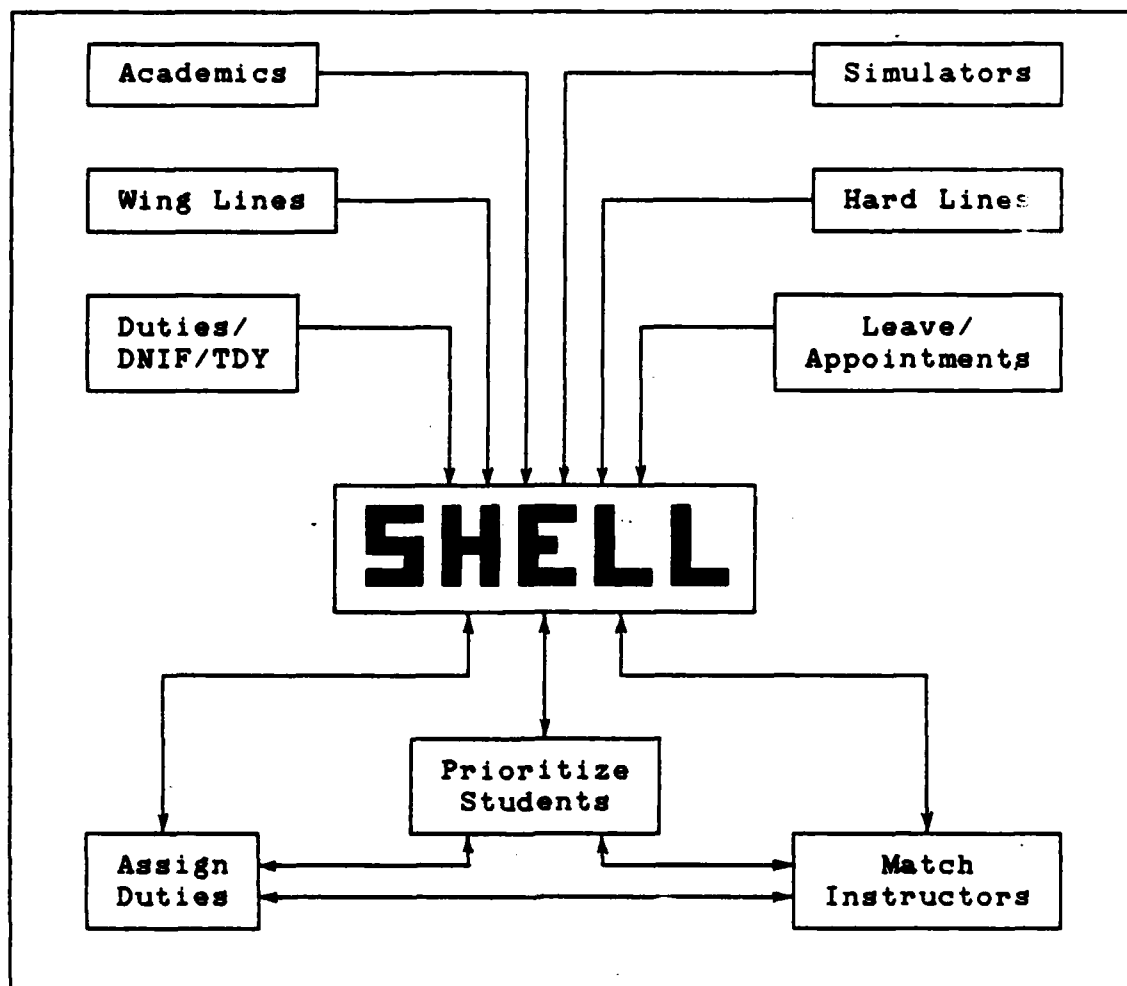 Academics
Simulators
Wing Lines
Hard Lines
Duties/
DNIF/TDY
Leave/
Appointments
SHELL
Prioritize
Students
Assign
Duties
Match
Instructors